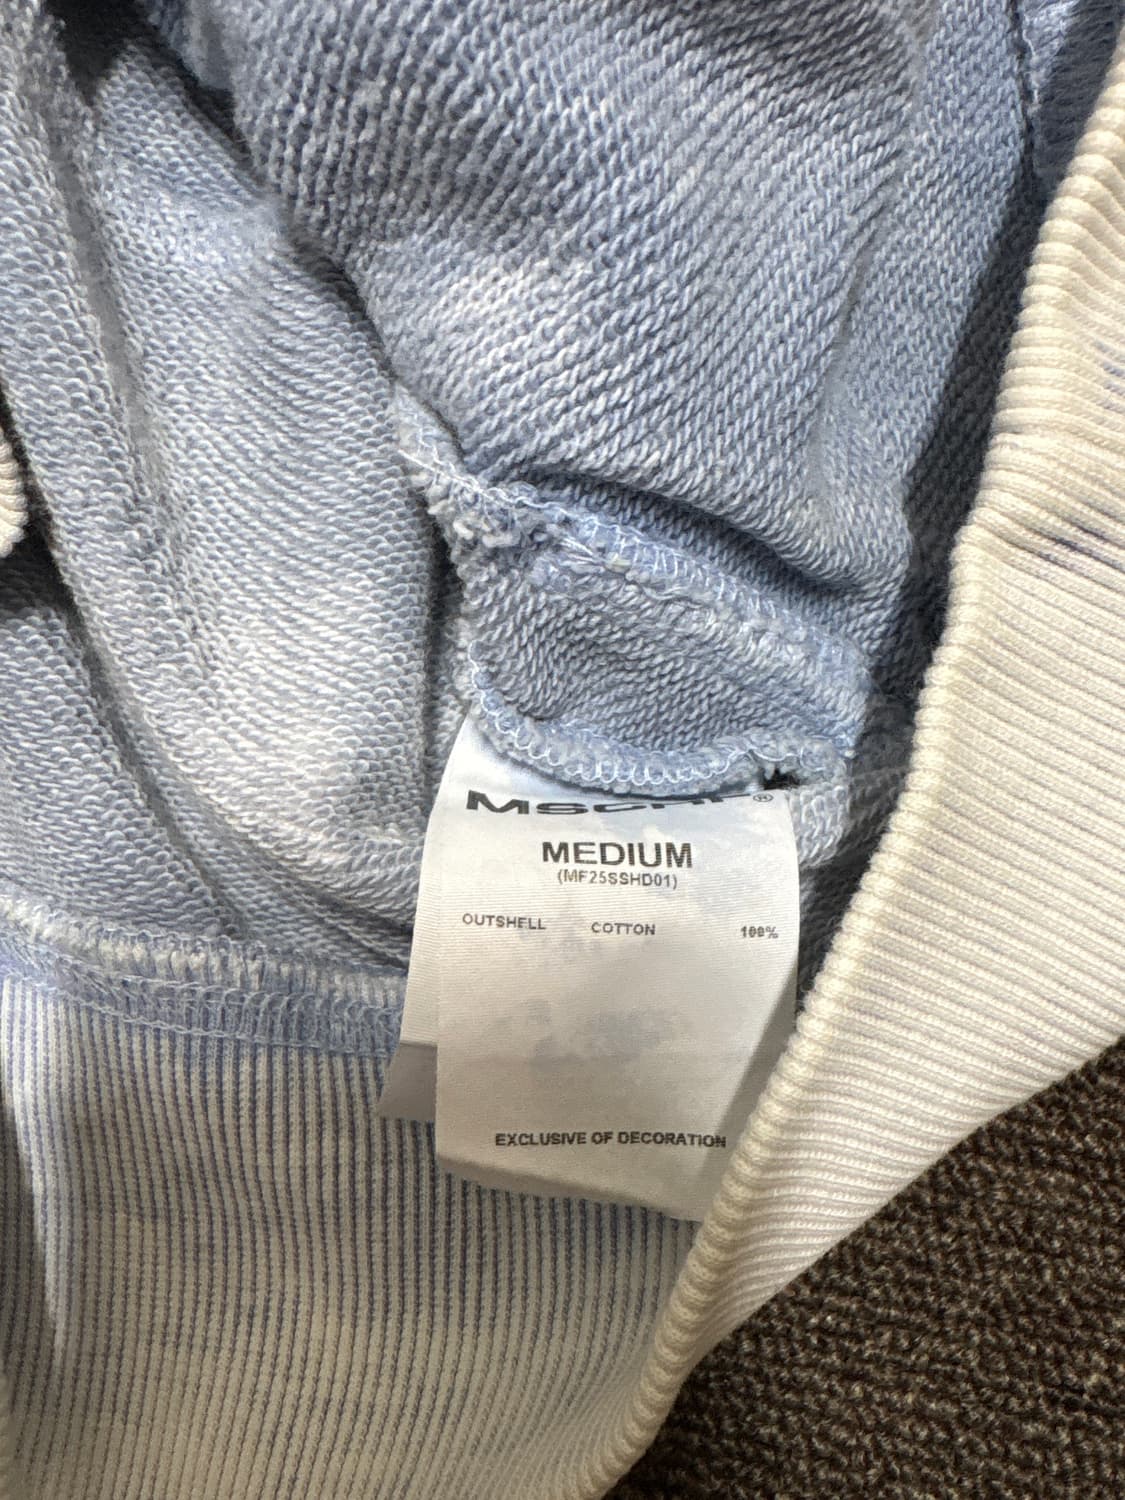 MEDIUM
(MF25SSHD01)
OUTSHELL COTTON 100%
EXCLUSIVE OF DECORATION